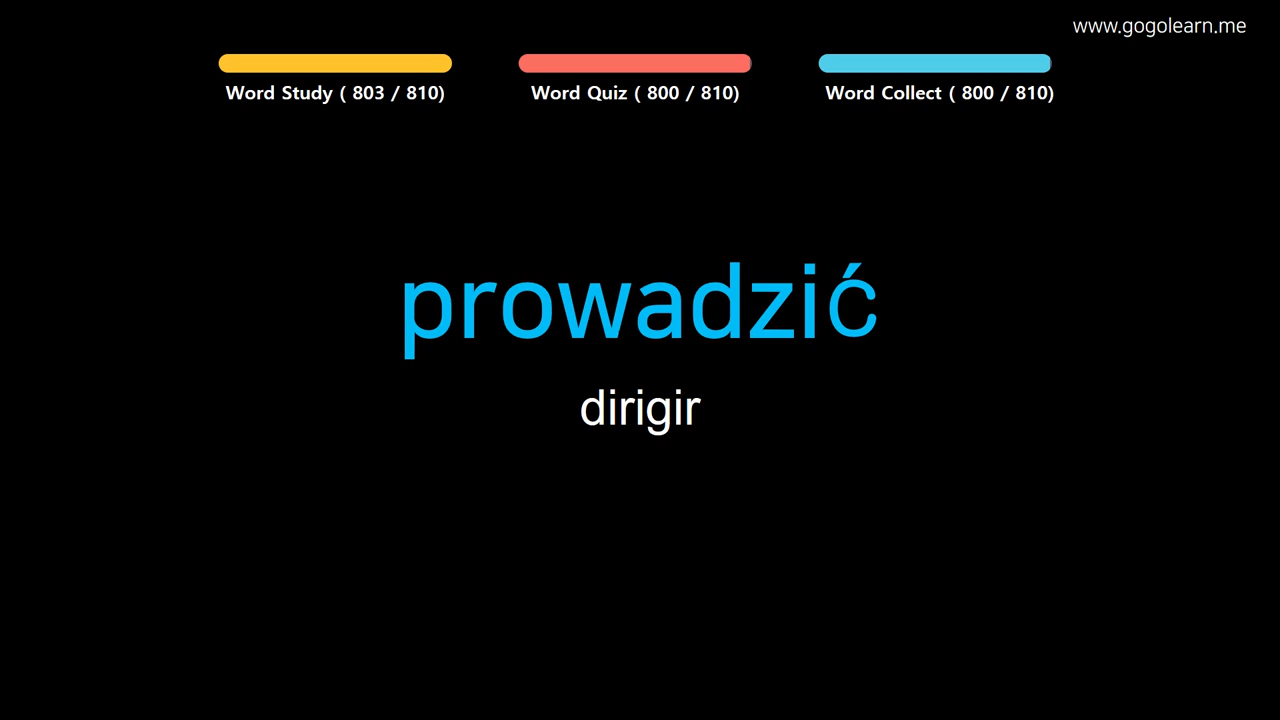 www.gogolearn.me
Word Study ( 803 / 810)
Word Quiz ( 800 / 810)
Word Collect ( 800 / 810)
prowadzić
dirigir